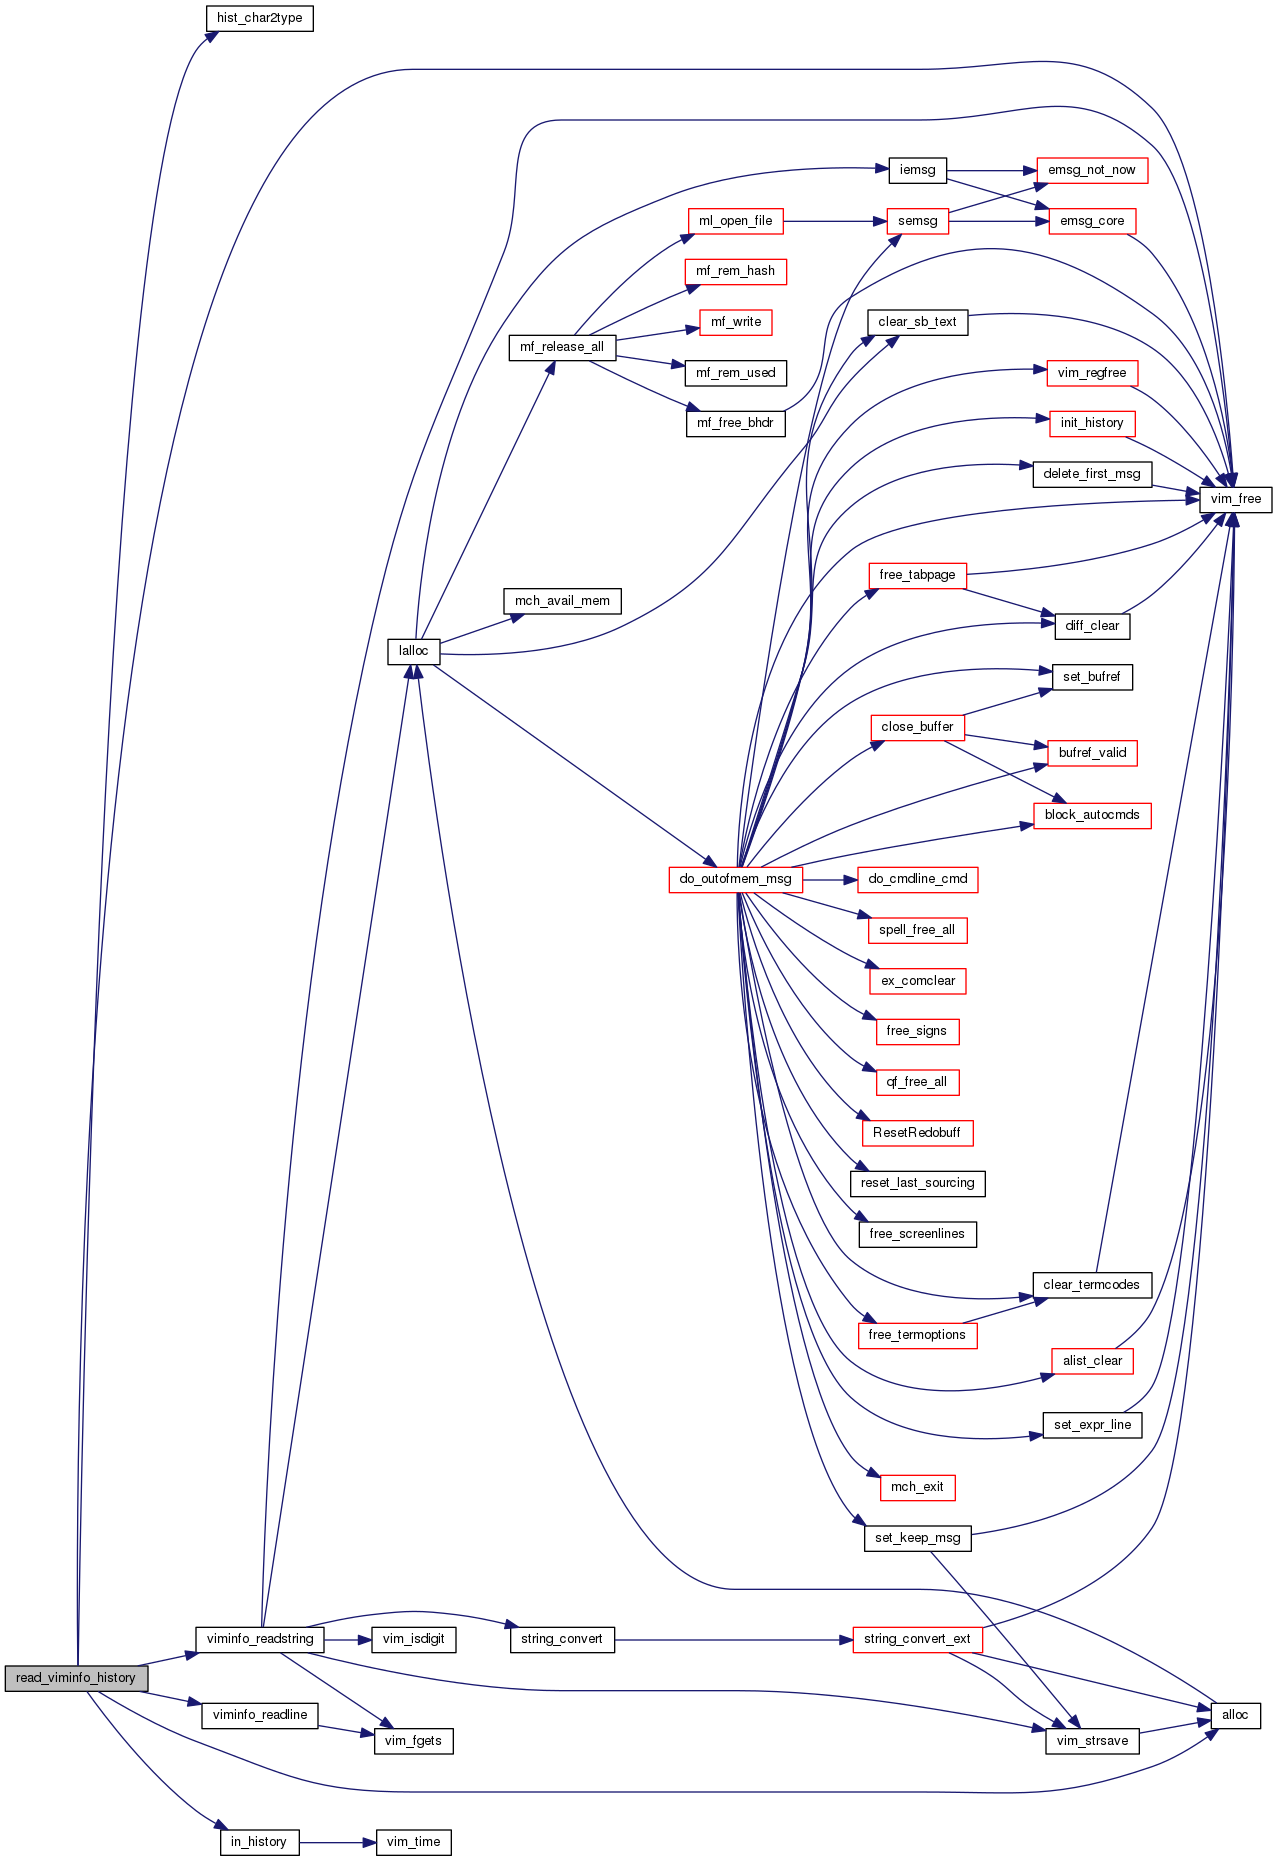 hist_char2type
iemsg
emsg_not_now
ml_open_file
semsg
emsg_core
mf_rem_hash
mf_write
clear_sb_text
mf_release_all
mf_rem_used
vim_regfree
mf_free_bhdr
init_history
delete_first_msg
vim_free
free_tabpage
mch_avail_mem
diff_clear
lalloc
set_bufref
close_buffer
bufref_valid
block_autocmds
do_outofmem_msg
do_cmdline_cmd
spell_free_all
ex_comclear
free_signs
qf_free_all
ResetRedobuff
reset_last_sourcing
free_screenlines
clear_termcodes
free_termoptions
alist_clear
set_expr_line
mch_exit
set_keep_msg
viminfo_readstring
vim_isdigit
string_convert
string_convert_ext
read_viminfo_history
viminfo_readline
alloc
vim_fgets
vim_strsave
in_history
vim_time